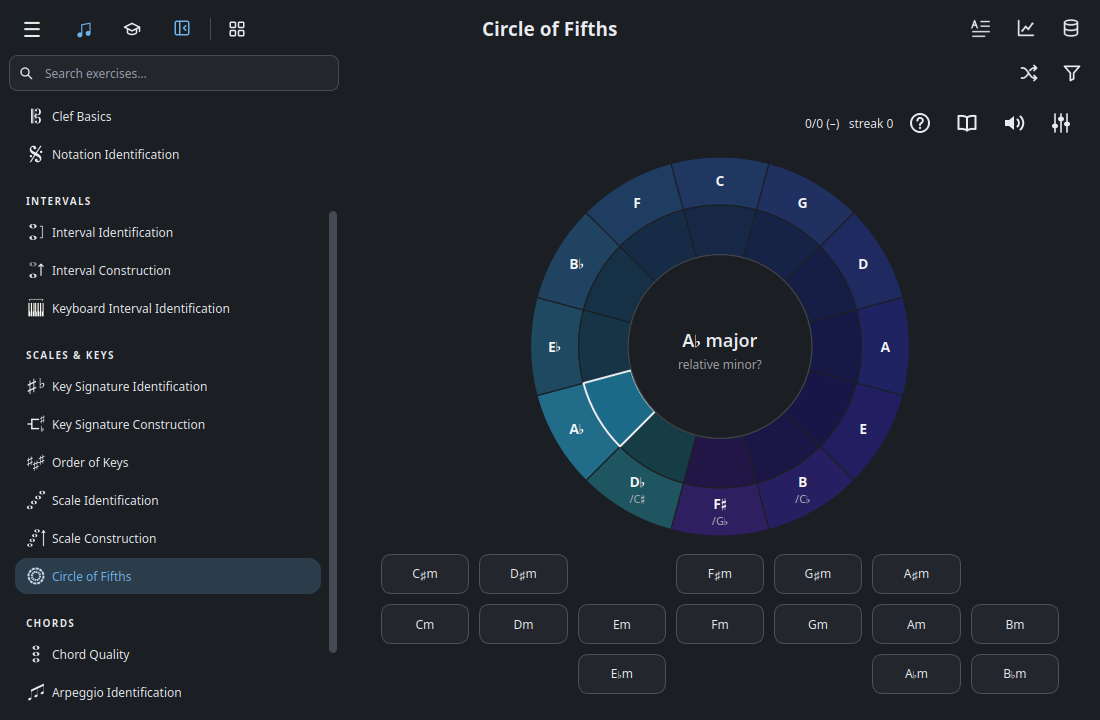 Circle of Fifths
Search exercises...
0/0 (–) streak 0
Clef Basics
Notation Identification
INTERVALS
Interval Identification
Interval Construction
Keyboard Interval Identification
SCALES & KEYS
Key Signature Identification
Key Signature Construction
Order of Keys
Scale Identification
Scale Construction
Circle of Fifths
CHORDS
Chord Quality
Arpeggio Identification
C
F
G
B♭
D
E♭
A
A♭
E
D♭
/C♯
B
/C♭
F♯
/G♭
A♭ major
relative minor?
C♯m D♯m F♯m G♯m A♯m
Cm Dm Em Fm Gm Am Bm
E♭m A♭m B♭m